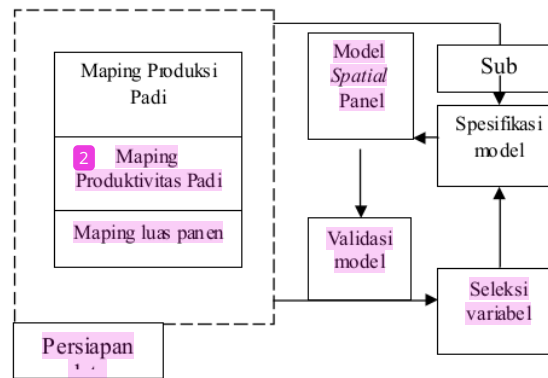 Maping Produksi
Padi
2 Maping
Produktivitas Padi
Maping luas panen
Persiapan
Model
Spatial
Panel
Validasi
model
Sub
Spesifikasi
model
Seleksi
variabel